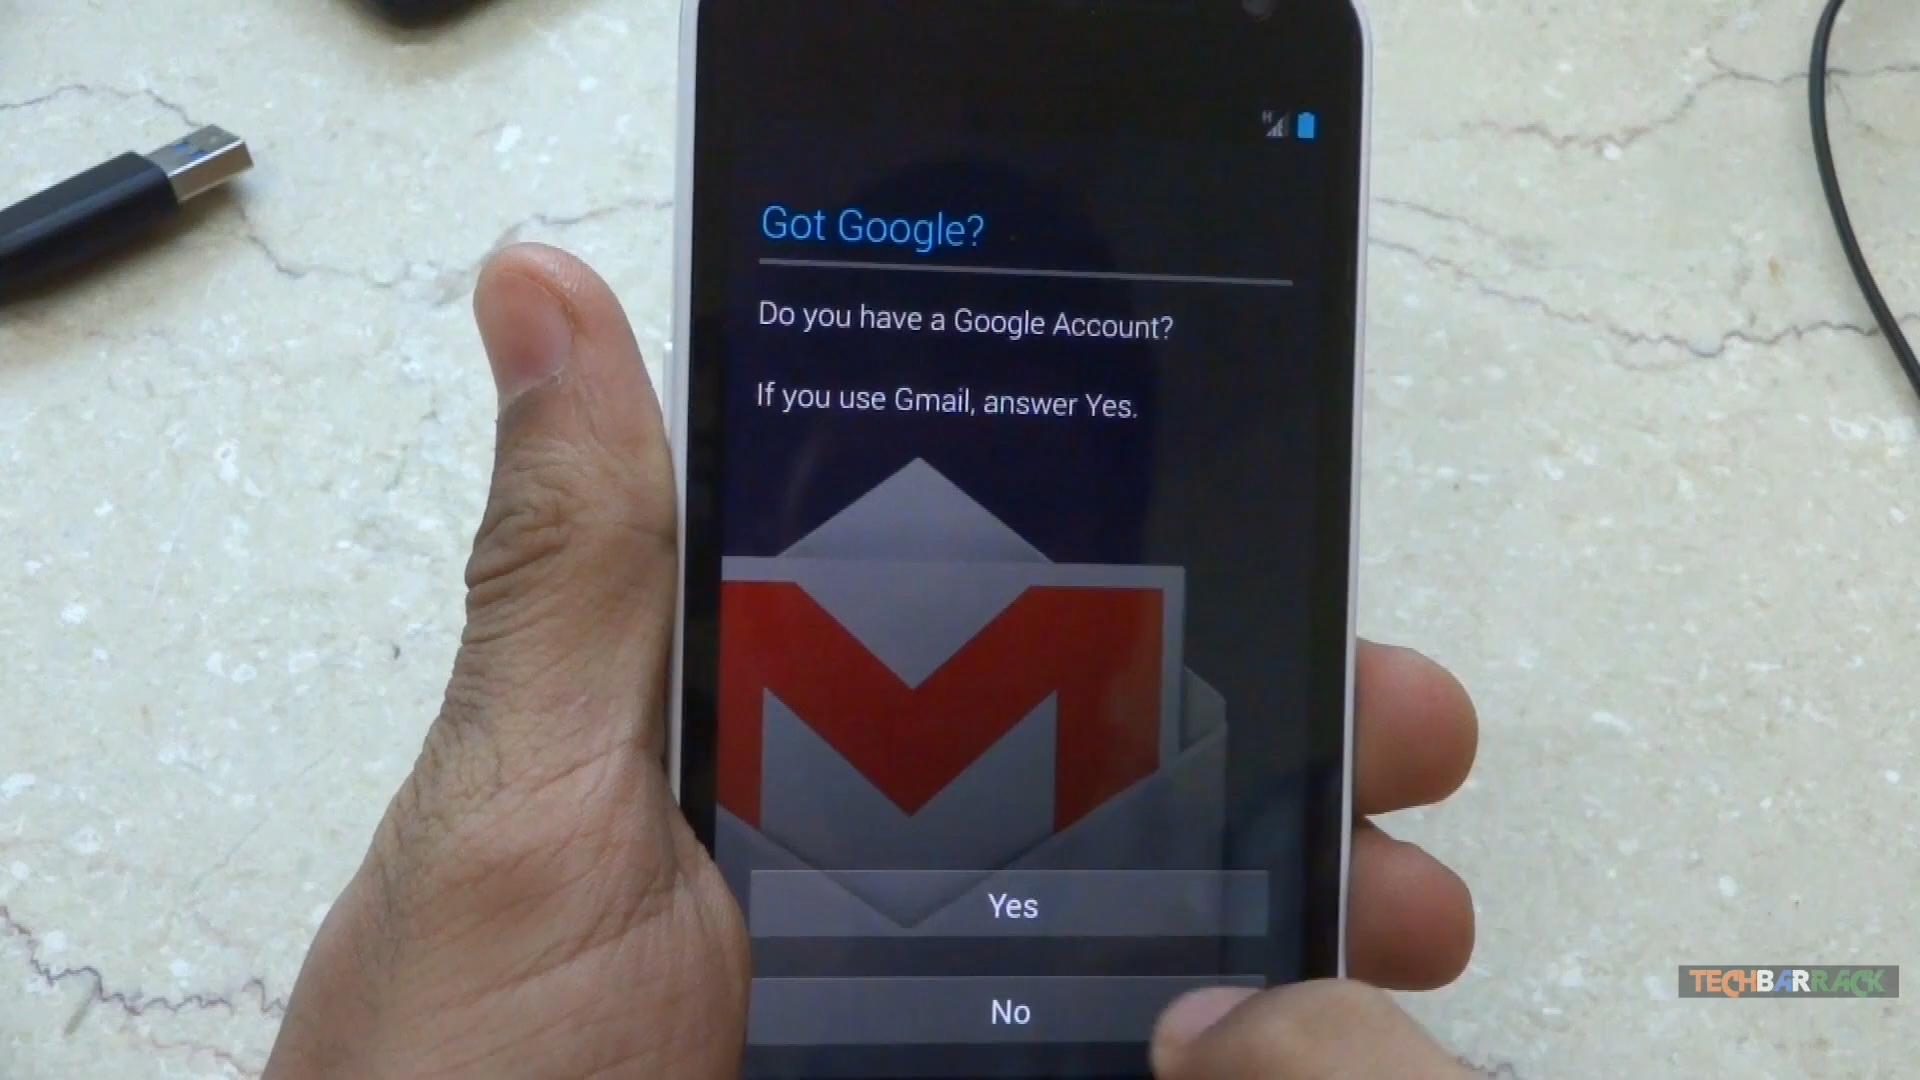 H
Got Google?
Do you have a Google Account?
If you use Gmail, answer Yes.
Yes
No
TECHBARRACK